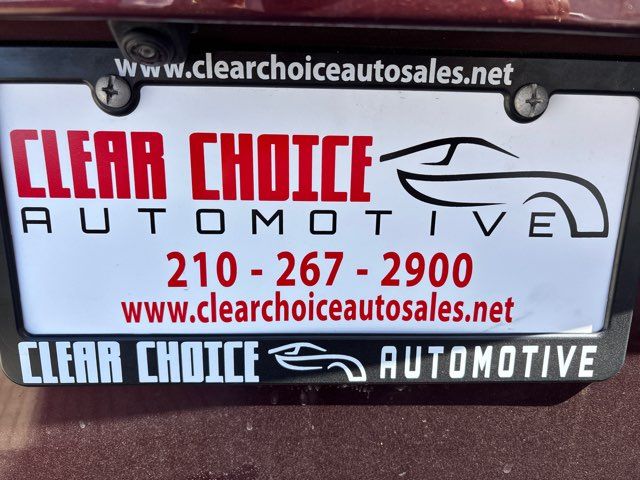 www.clearchoiceautosales.net
CLEAR CHOICE
AUTOMOTIVE
210 - 267 - 2900
www.clearchoiceautosales.net
CLEAR CHOICE AUTOMOTIVE